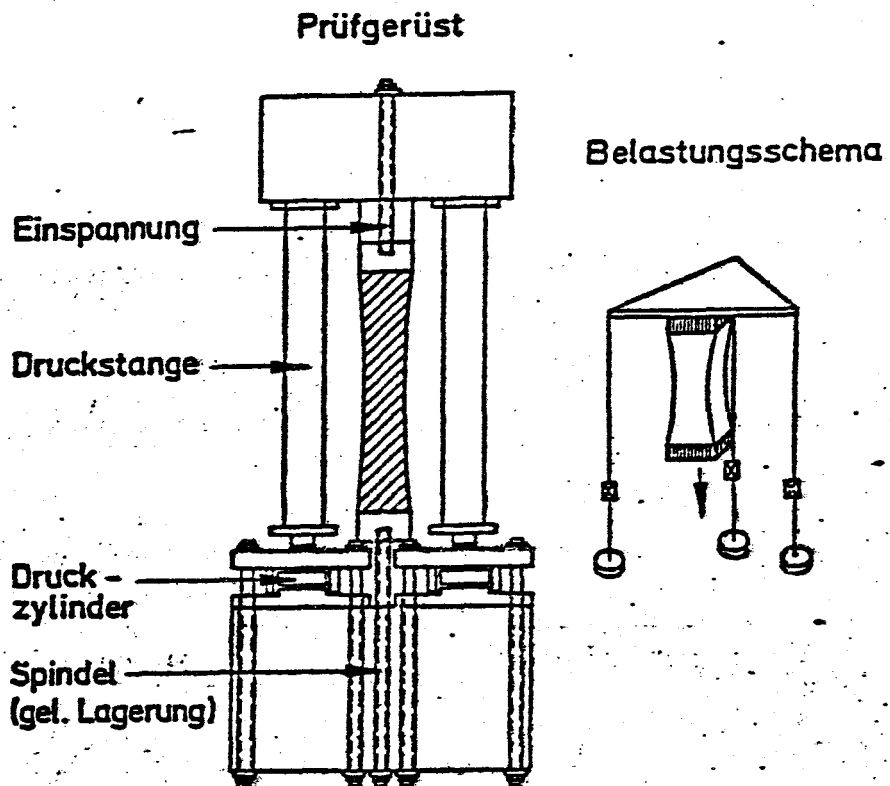 Prüfgerüst
Belastungsschema
Einspannung
Druckstange
Druck-
zylinder
Spindel
(gel. Lagerung)